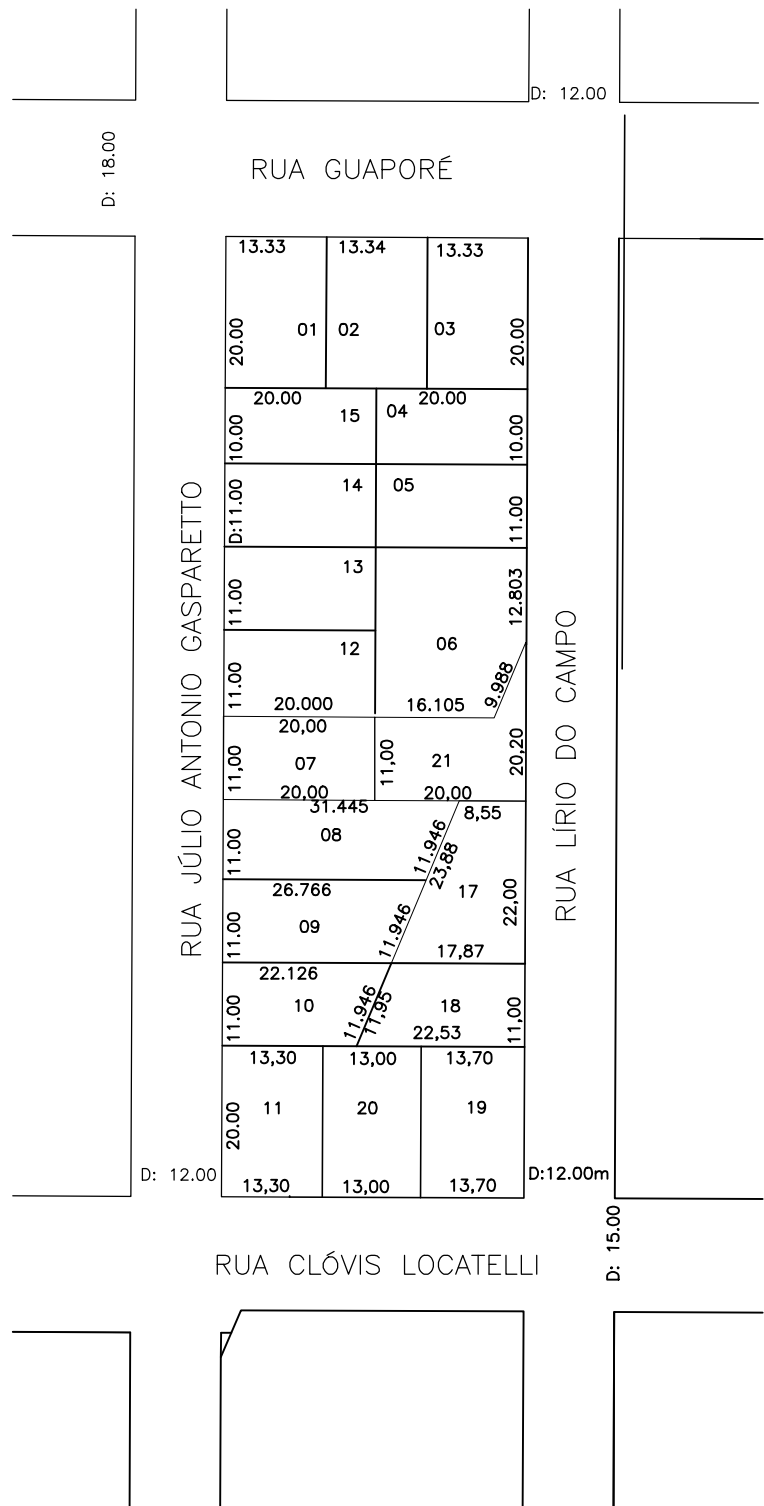 D: 12.00
D: 18.00
RUA GUAPORÉ
13.33 13.34 13.33
20.00 01 02 03 20.00
20.00 20.00
10.00 15 04 10.00
D:11.00 14 05 11.00
11.00 13 12.803
RUA JÚLIO ANTONIO GASPARETTO
RUA LÍRIO DO CAMPO
11.00 12 06 9.988
20.000 16.105
20,00
11,00 07 11,00 21 20,20
20,00 20,00
31.445 8,55
11.00 08 11.946 23,88 17 22,00
26.766
11.00 09 11.946 17,87
22.126
11.00 10 11.946 11,95 18 11,00
22,53
13,30 13,00 13,70
20.00 11 20 19
D: 12.00 13,30 13,00 13,70 D:12.00m
D: 15.00
RUA CLÓVIS LOCATELLI